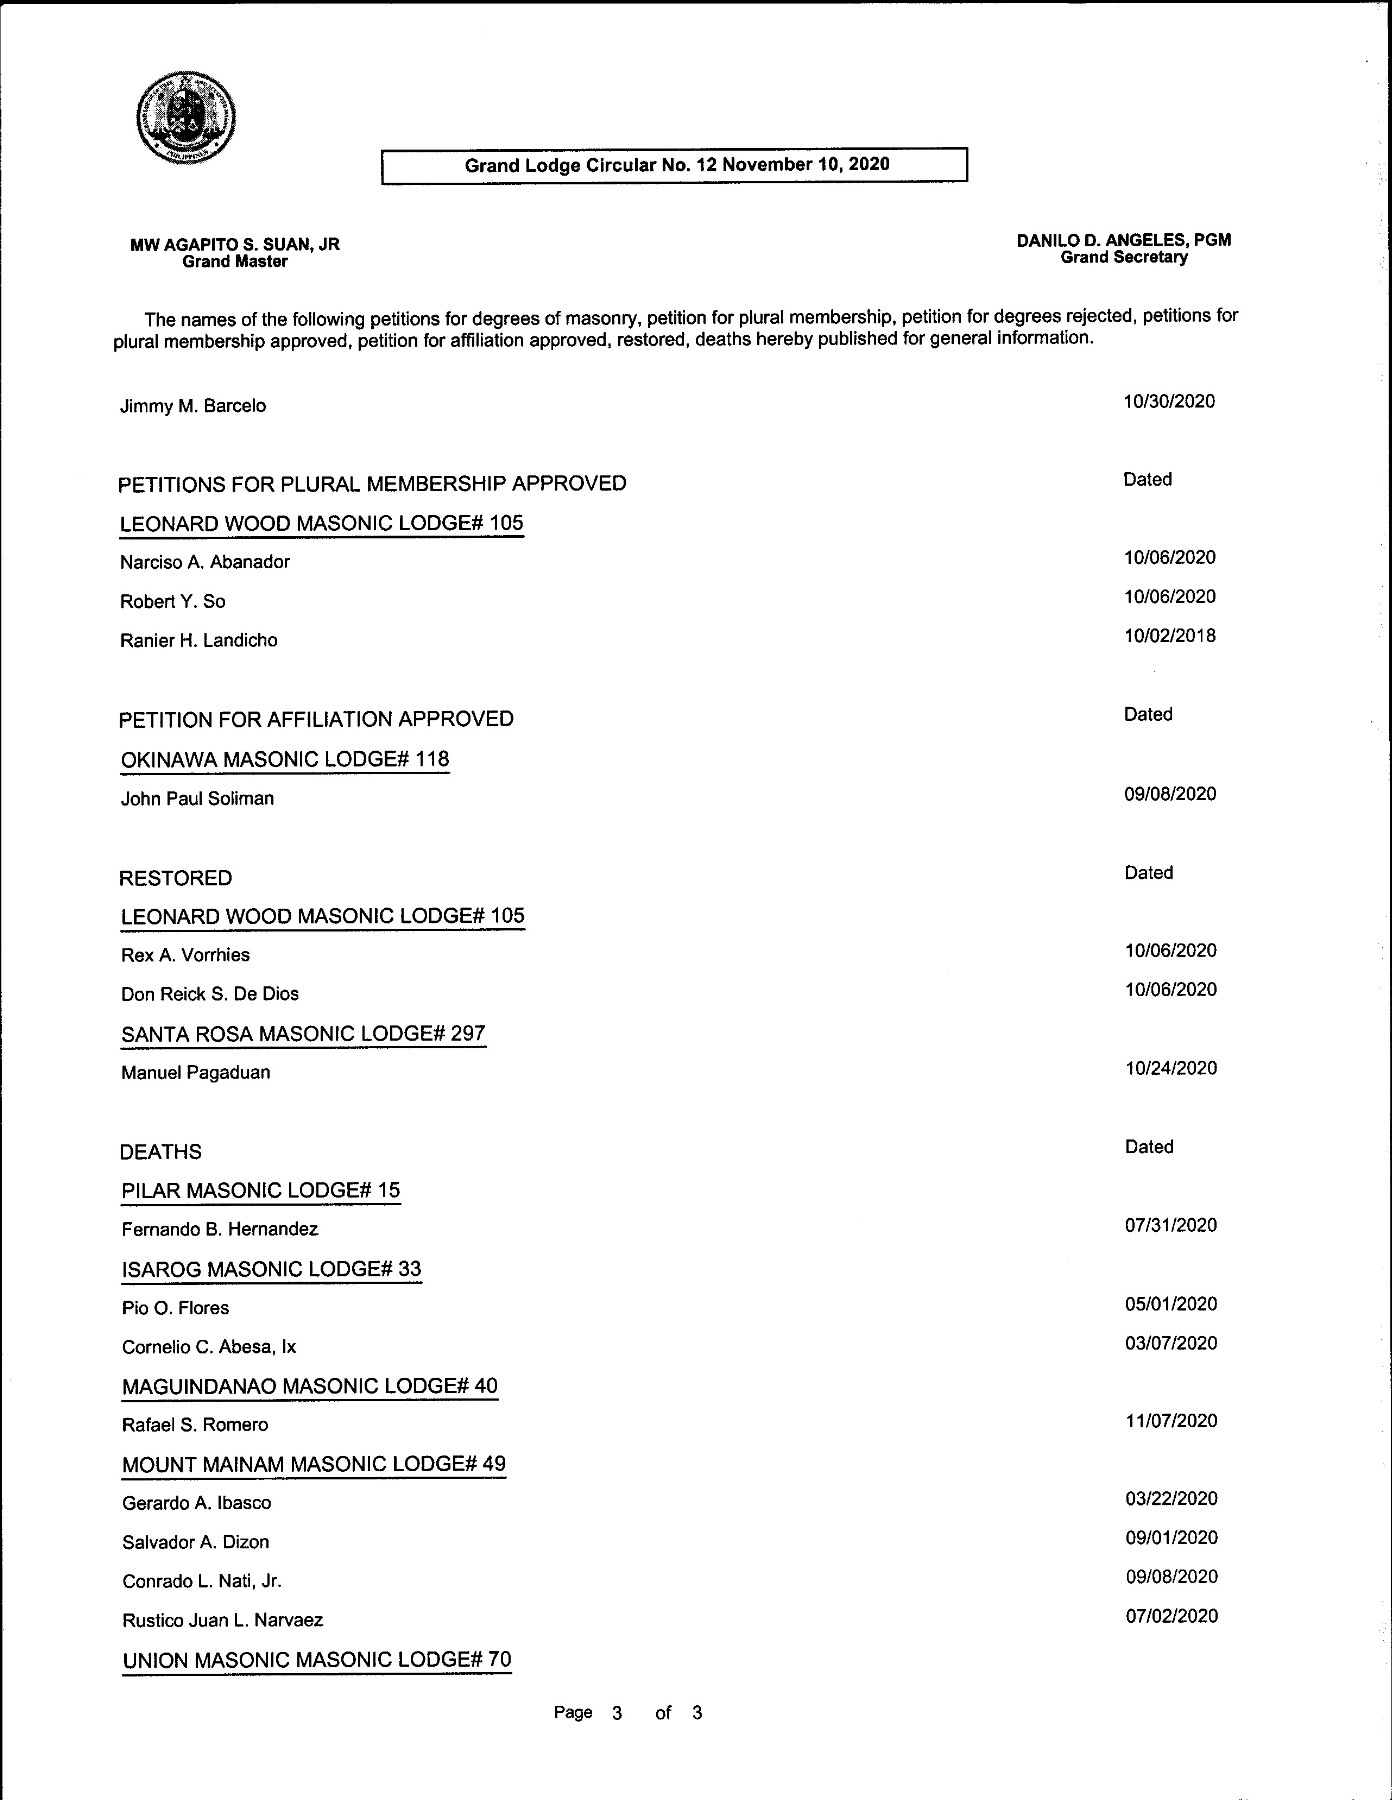 PHILIPPINES
Grand Lodge Circular No. 12 November 10, 2020
MW AGAPITO S. SUAN, JR
Grand Master
DANILO D. ANGELES, PGM
Grand Secretary
The names of the following petitions for degrees of masonry, petition for plural membership, petition for degrees rejected, petitions for
plural membership approved, petition for affiliation approved, restored, deaths hereby published for general information.
Jimmy M. Barcelo 10/30/2020
PETITIONS FOR PLURAL MEMBERSHIP APPROVED Dated
LEONARD WOOD MASONIC LODGE# 105
Narciso A. Abanador 10/06/2020
Robert Y. So 10/06/2020
Ranier H. Landicho 10/02/2018
PETITION FOR AFFILIATION APPROVED Dated
OKINAWA MASONIC LODGE# 118
John Paul Soliman 09/08/2020
RESTORED Dated
LEONARD WOOD MASONIC LODGE# 105
Rex A. Vorrhies 10/06/2020
Don Reick S. De Dios 10/06/2020
SANTA ROSA MASONIC LODGE# 297
Manuel Pagaduan 10/24/2020
DEATHS Dated
PILAR MASONIC LODGE# 15
Fernando B. Hernandez 07/31/2020
ISAROG MASONIC LODGE# 33
Pio O. Flores 05/01/2020
Cornelio C. Abesa, Ix 03/07/2020
MAGUINDANAO MASONIC LODGE# 40
Rafael S. Romero 11/07/2020
MOUNT MAINAM MASONIC LODGE# 49
Gerardo A. Ibasco 03/22/2020
Salvador A. Dizon 09/01/2020
Conrado L. Nati, Jr. 09/08/2020
Rustico Juan L. Narvaez 07/02/2020
UNION MASONIC MASONIC LODGE# 70
Page 3 of 3